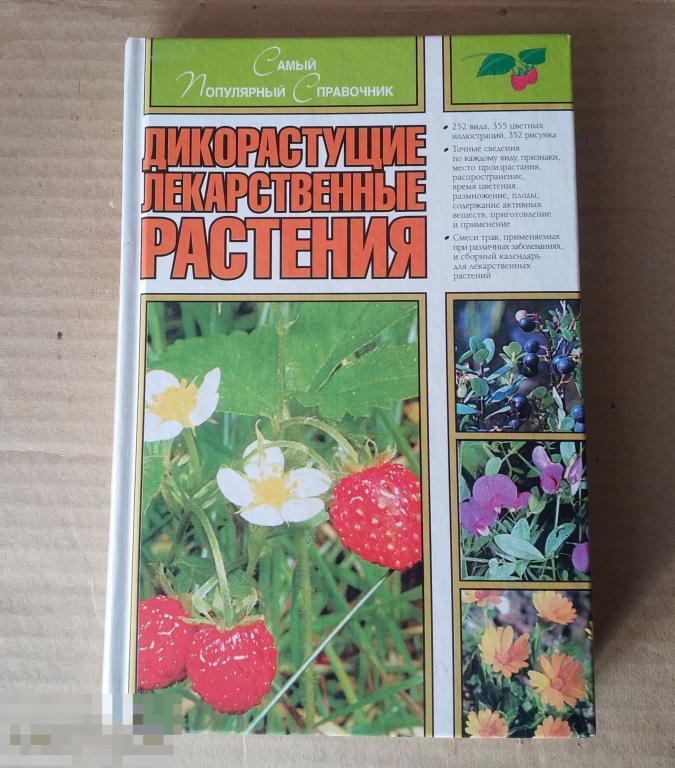 Самый
Популярный Справочник
ДИКОРАСТУЩИЕ
ЛЕКАРСТВЕННЫЕ
РАСТЕНИЯ
• 252 вида, 355 цветных
иллюстраций, 352 рисунка
• Точные сведения
по каждому виду, признаки,
место произрастания,
распространение,
время цветения,
размножение, плоды,
содержание активных
веществ, приготовление
и применение
• Смеси трав, применяемых
при различных заболеваниях,
и сборный календарь
для лекарственных
растений